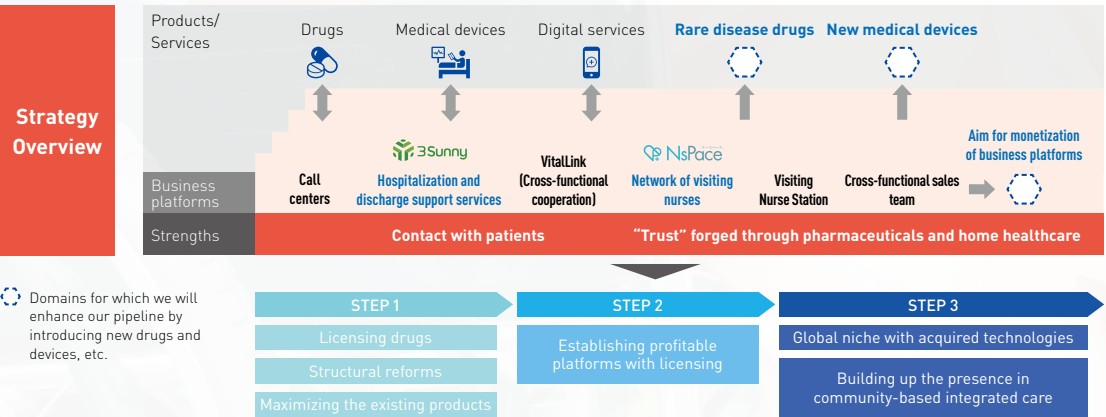 Strategy
Overview
Products/
Services
Drugs
Medical devices
Digital services
Rare disease drugs
New medical devices
Business
platforms
Call
centers
3Sunny
Hospitalization and
discharge support services
VitalLink
(Cross-functional
cooperation)
NsPace
Network of visiting
nurses
Visiting
Nurse Station
Cross-functional sales
team
Aim for monetization
of business platforms
Strengths
Contact with patients
“Trust” forged through pharmaceuticals and home healthcare
Domains for which we will
enhance our pipeline by
introducing new drugs and
devices, etc.
STEP 1
Licensing drugs
Structural reforms
Maximizing the existing products
STEP 2
Establishing profitable
platforms with licensing
STEP 3
Global niche with acquired technologies
Building up the presence in
community-based integrated care